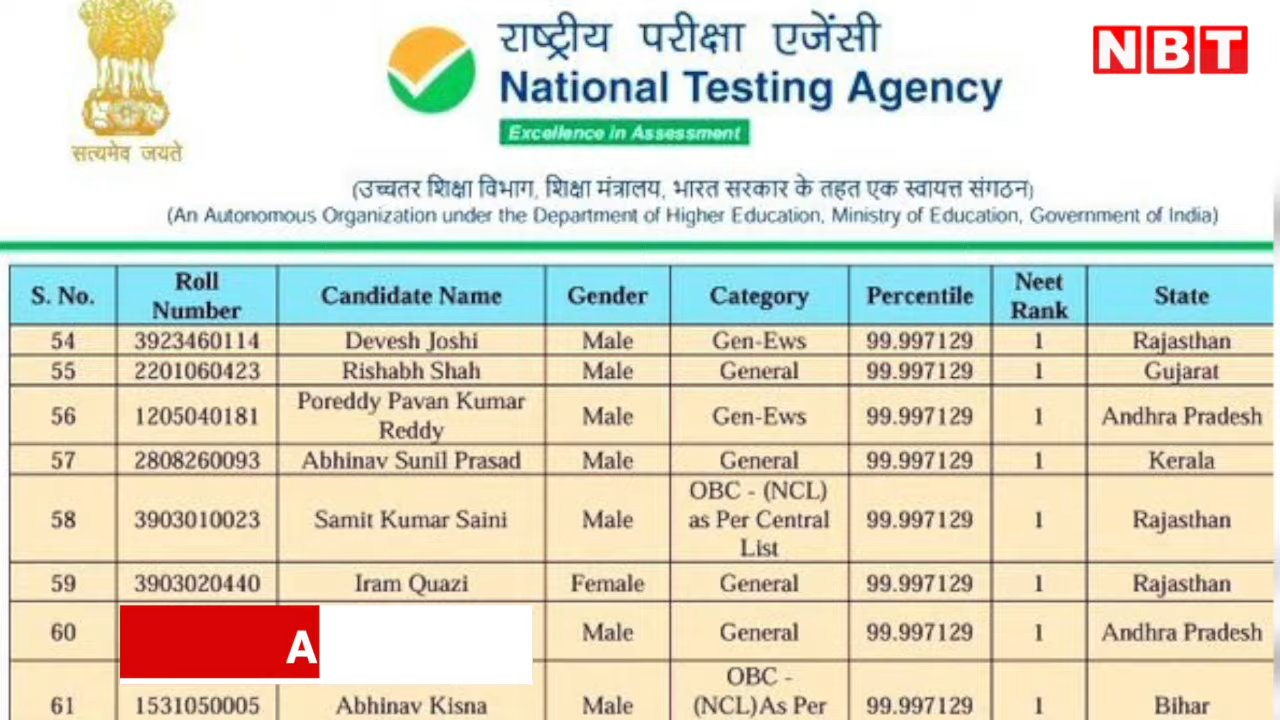 राष्ट्रीय परीक्षा एजेंसी
NBT
National Testing Agency
Excellence in Assessment
सत्यमेव जयते
(उच्चतर शिक्षा विभाग, शिक्षा मंत्रालय, भारत सरकार के तहत एक स्वायत्त संगठन)
(An Autonomous Organization under the Department of Higher Education, Ministry of Education, Government of India)
S. No. Roll Number Candidate Name Gender Category Percentile Neet Rank State
54 3923460114 Devesh Joshi Male Gen-Ews 99.997129 1 Rajasthan
55 2201060423 Rishabh Shah Male General 99.997129 1 Gujarat
56 1205040181 Poreddy Pavan Kumar Reddy Male Gen-Ews 99.997129 1 Andhra Pradesh
57 2808260093 Abhinav Sunil Prasad Male General 99.997129 1 Kerala
58 3903010023 Samit Kumar Saini Male OBC - (NCL) as Per Central List 99.997129 1 Rajasthan
59 3903020440 Iram Quazi Female General 99.997129 1 Rajasthan
60 A Male General 99.997129 1 Andhra Pradesh
61 1531050005 Abhinav Kisna Male OBC - (NCL)As Per 99.997129 1 Bihar